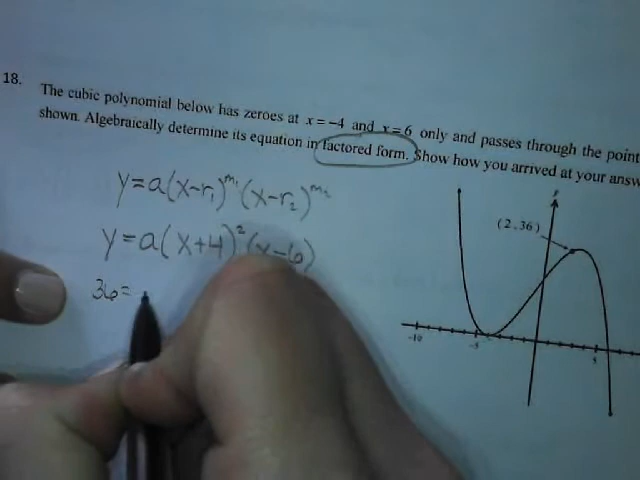 18. The cubic polynomial below has zeroes at x = −4 and x = 6 only and passes through the point
shown. Algebraically determine its equation in factored form. Show how you arrived at your answ
y=a(x-r₁)^m₁(x-r₂)^m₂
y=a(x+4)²(x-6)
36=
y
(2,36)
-10
-5
5